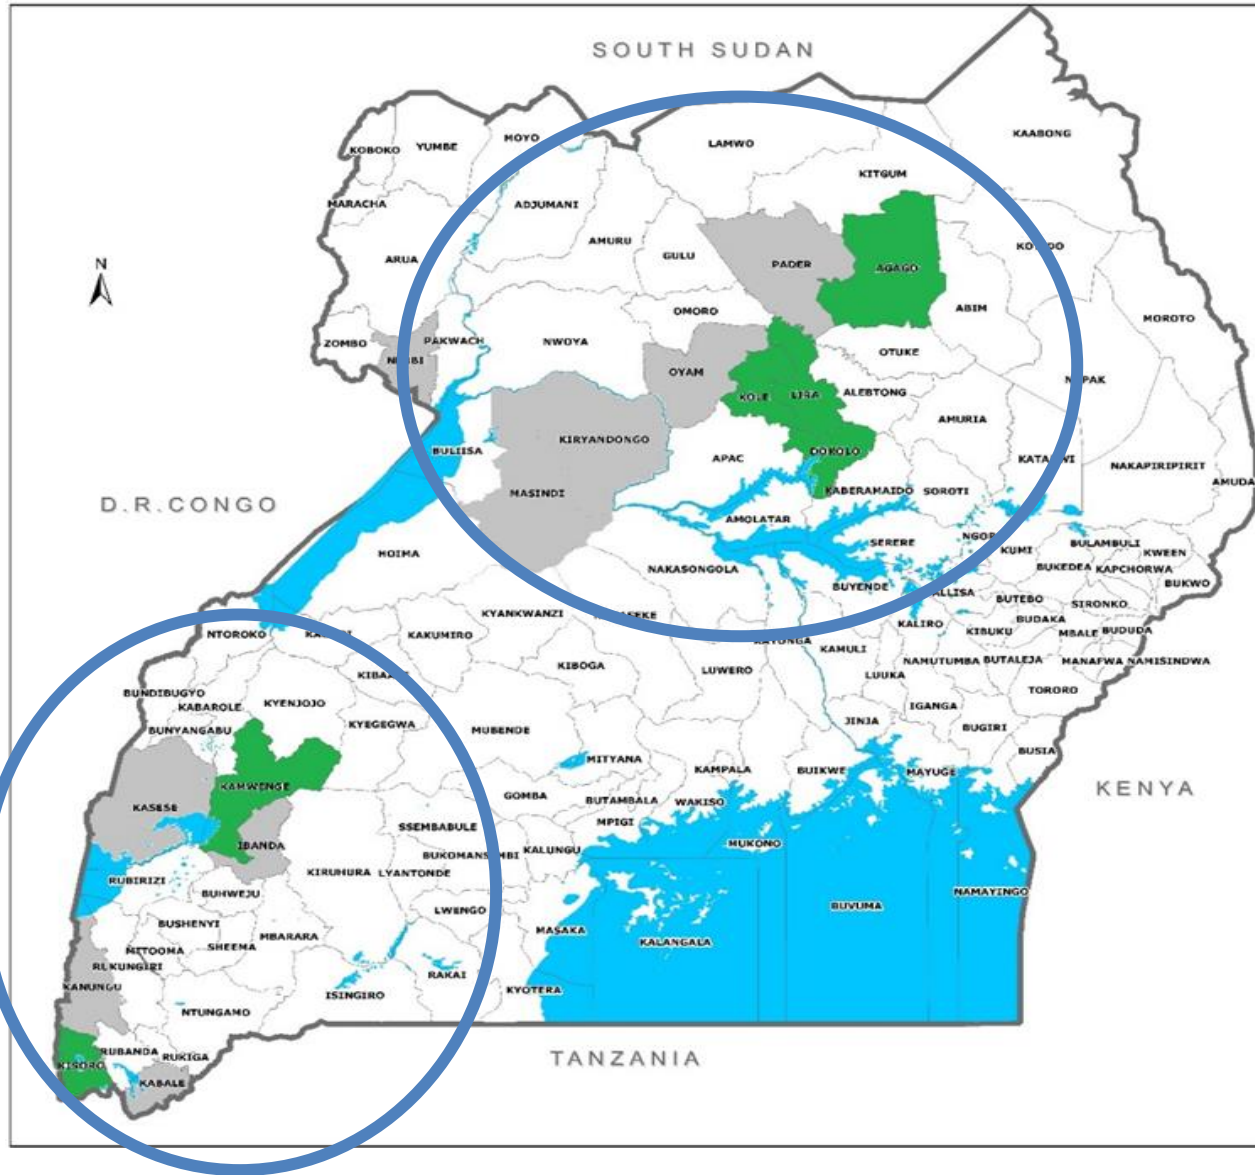 SOUTH SUDAN
KAABONG
MOYO
LAMWO
YUMBE
KOBOKO
KITGUM
MARACHA
ADJUMANI
AMURU
GULU
PADER
AGAGO
ARUA
N
ABIM
OMORO
MOROTO
ZOMBO
PAKWACH
NWOYA
OTUKE
OYAM
KOLE
LIRA
ALEBTONG
AMURIA
KIRYANDONGO
BULIISA
DOKOLO
APAC
NAKAPIRIPIRIT
AMUDA
MASINDI
KABERAMAIDO
SOROTI
D.R.CONGO
AMOLATAR
SERERE
HOIMA
KUMI
BULAMBULI
KWEEN
NAKASONGOLA
BUKEDEA
KAPCHORWA
BUKWO
BUYENDE
BUTEBO
SIRONKO
KYANKWANZI
NTOROKO
KAKUMIRO
KALIRO
KIBUKU
BUDAKA
MBALE
BUDUDA
KAMULI
KIBOGA
LUWERO
NAMUTUMBA
BUTALEJA
MANAFWA
NAMISINDWA
LUUKA
TORORO
BUNDIBUGYO
KABAROLE
KYENJOJO
IGANGA
BUNYANGABU
KYEGEGWA
MUBENDE
JINJA
BUGIRI
BUSIA
MITYANA
KAMPALA
BUIKWE
MAYUGE
KAMWENGE
KENYA
KASESE
GOMBA
BUTAMBALA
WAKISO
MPIGI
SSEMBABULE
IBANDA
MUKONO
KALUNGU
KIRUHURA
LYANTONDE
RUBIRIZI
BUHWEJU
NAMAYINGO
BUVUMA
LWENGO
BUSHENYI
MASAKA
MBARARA
SHEEMA
KALANGALA
MITOOMA
RUKUNGIRI
RAKAI
KANUNGU
KYOTERA
ISINGIRO
NTUNGAMO
RUBANDA
RUKIGA
TANZANIA
KISORO
KABALE